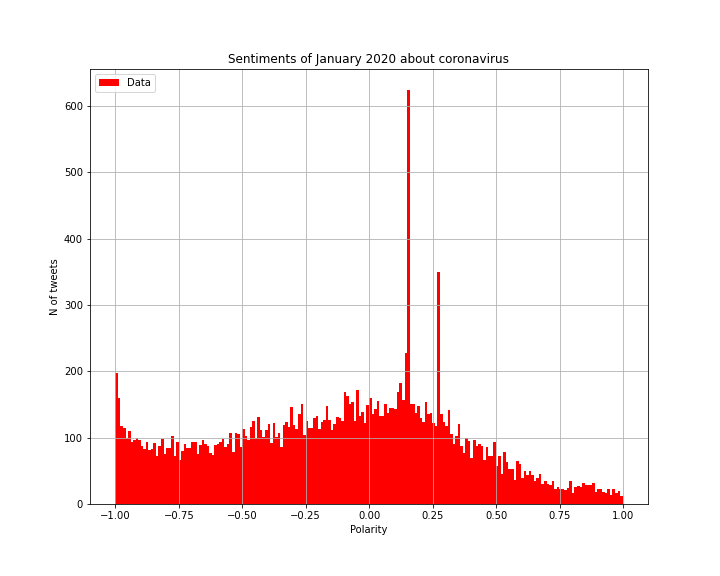 Sentiments of January 2020 about coronavirus
Data
600
500
400
300
200
100
0
N of tweets
−1.00 −0.75 −0.50 −0.25 0.00 0.25 0.50 0.75 1.00
Polarity